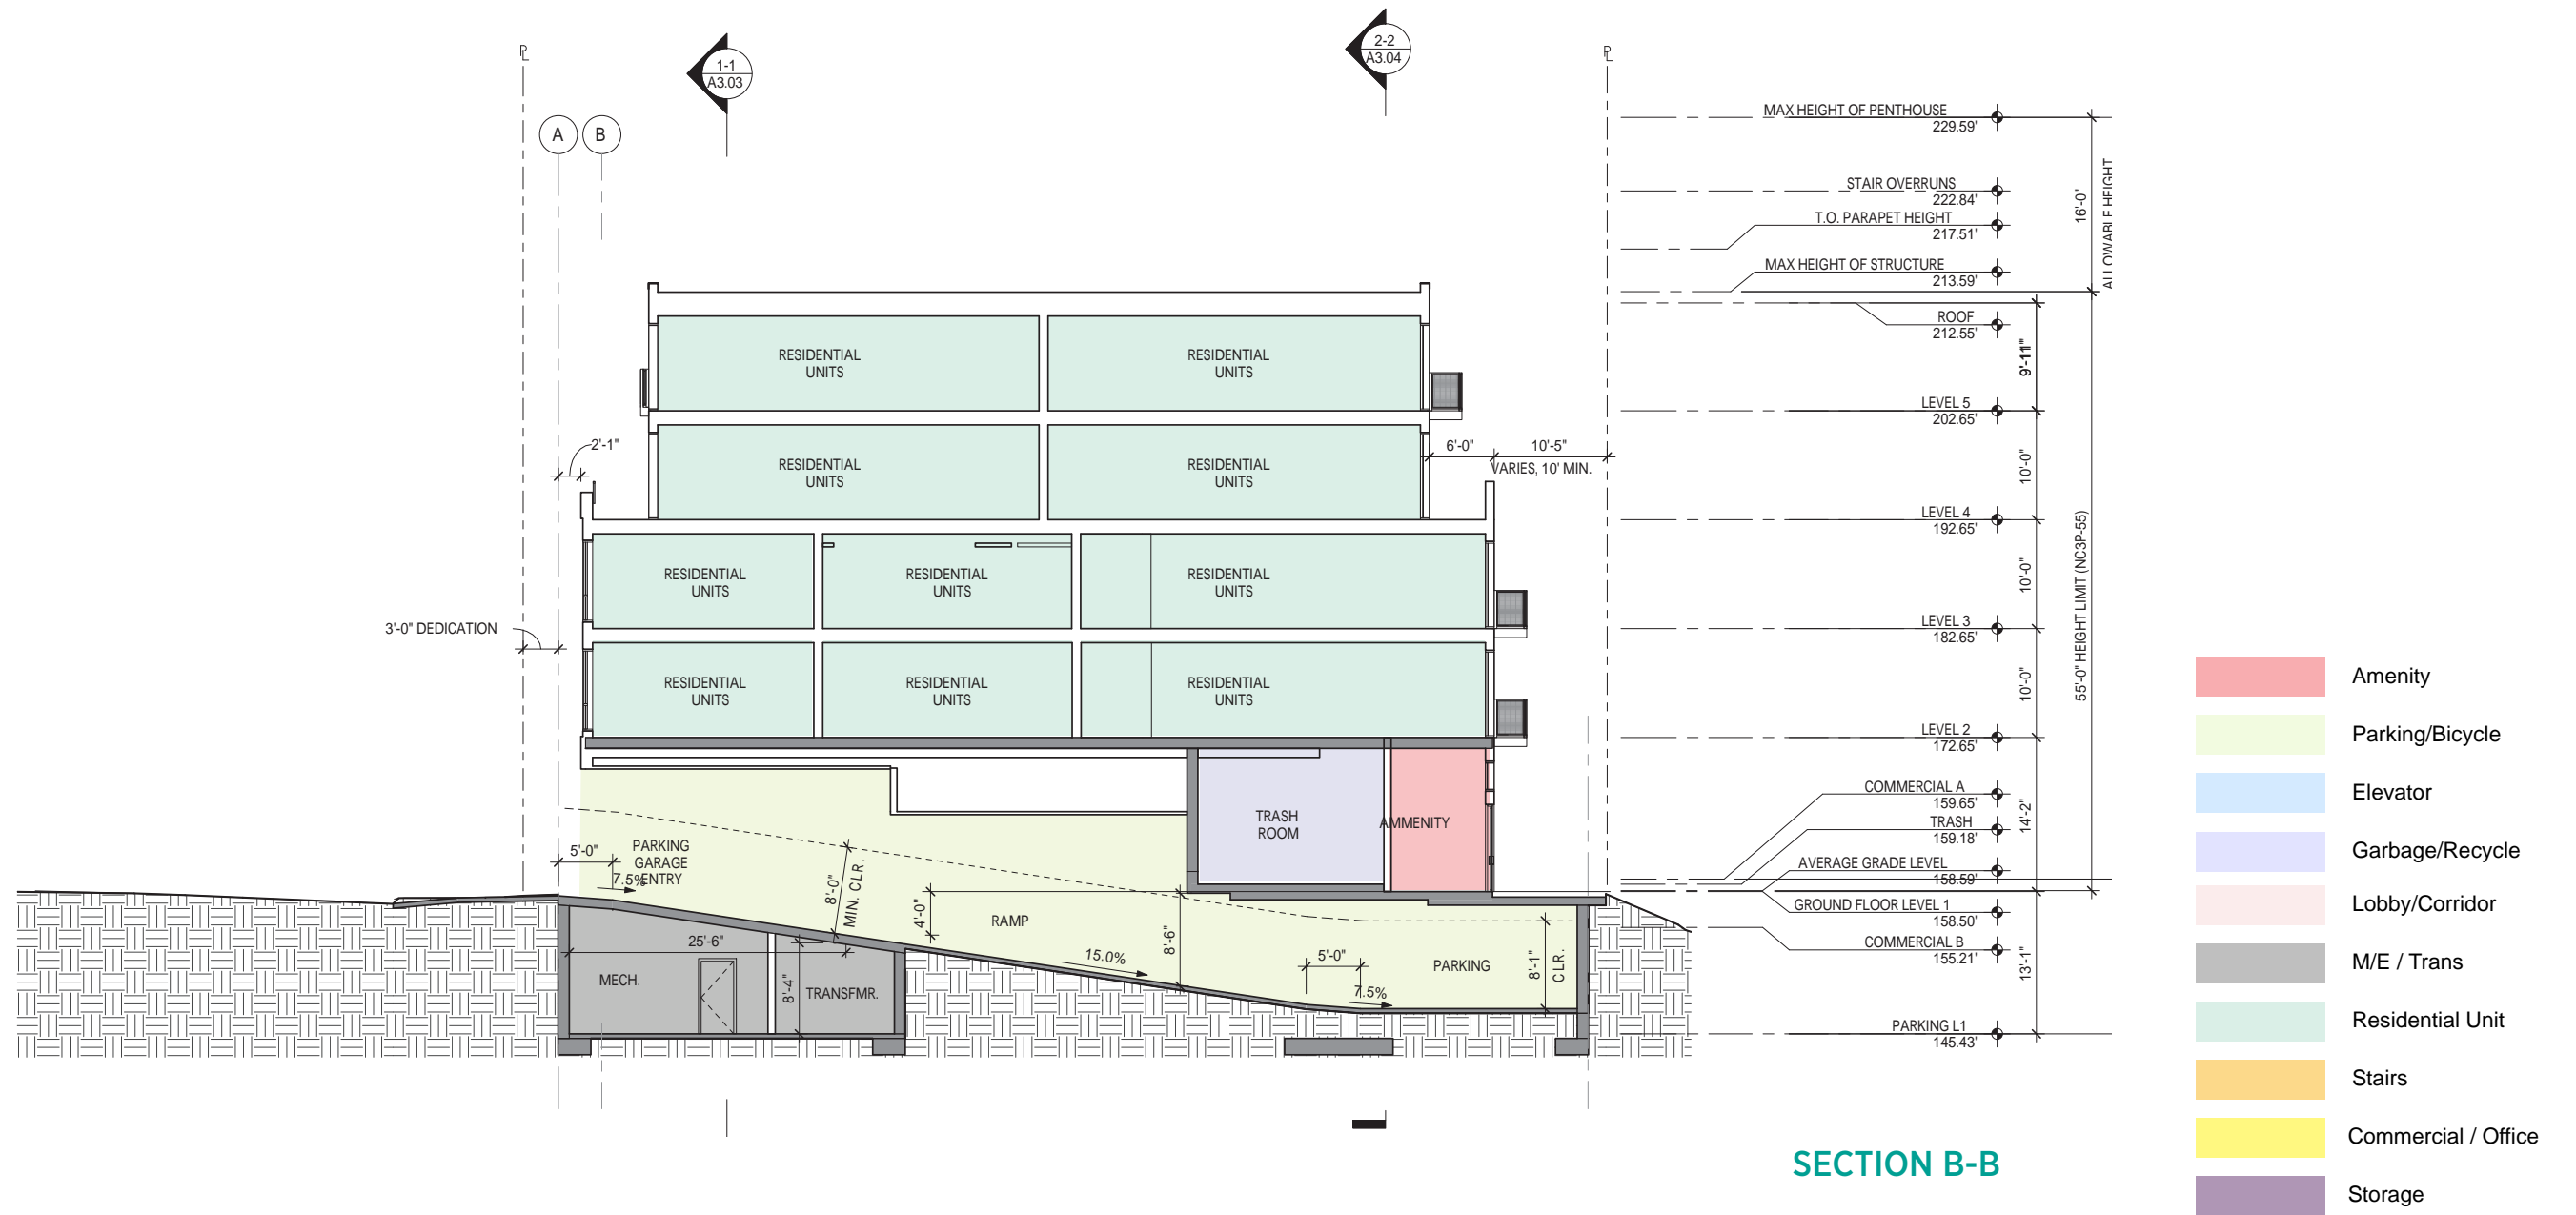 1-1
A3.03
2-2
A3.04
A
B
MAX HEIGHT OF PENTHOUSE
229.59'
STAIR OVERRUNS
222.84'
T.O. PARAPET HEIGHT
217.51'
MAX HEIGHT OF STRUCTURE
213.59'
ROOF
212.55'
LEVEL 5
202.65'
LEVEL 4
192.65'
LEVEL 3
182.65'
LEVEL 2
172.65'
COMMERCIAL A
159.65'
TRASH
159.18'
AVERAGE GRADE LEVEL
158.59'
GROUND FLOOR LEVEL 1
158.50'
COMMERCIAL B
155.21'
PARKING L1
145.43'
16'-0"
ALLOWABLE HEIGHT
9'-11"
10'-0"
10'-0"
10'-0"
14'-2"
13'-1"
55'-0" HEIGHT LIMIT (NC3P-55)
RESIDENTIAL
UNITS
RESIDENTIAL
UNITS
RESIDENTIAL
UNITS
RESIDENTIAL
UNITS
2'-1"
6'-0"
10'-5"
VARIES, 10' MIN.
RESIDENTIAL
UNITS
RESIDENTIAL
UNITS
RESIDENTIAL
UNITS
3'-0" DEDICATION
RESIDENTIAL
UNITS
RESIDENTIAL
UNITS
RESIDENTIAL
UNITS
TRASH
ROOM
AMMENITY
5'-0"
PARKING
GARAGE
ENTRY
7.5%
8'-0"
MIN. CLR.
4'-0"
RAMP
25'-6"
15.0%
8'-6"
5'-0"
PARKING
8'-1"
CLR.
7.5%
MECH.
8'-4"
TRANSFMR.
SECTION B-B
Amenity
Parking/Bicycle
Elevator
Garbage/Recycle
Lobby/Corridor
M/E / Trans
Residential Unit
Stairs
Commercial / Office
Storage